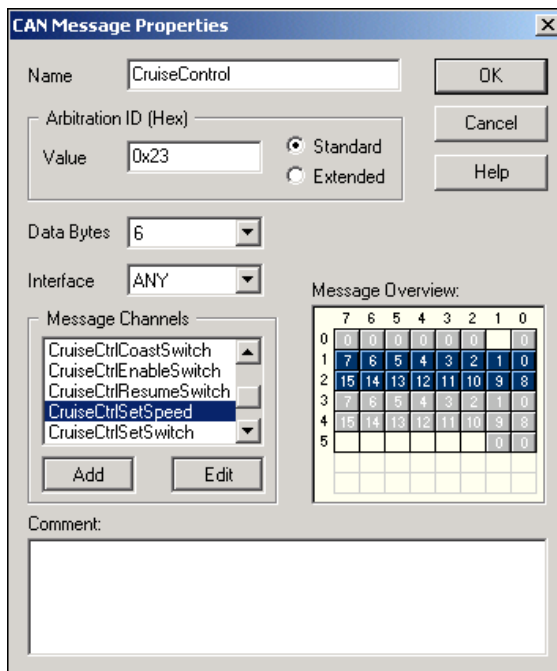 CAN Message Properties
Name
CruiseControl
OK
Arbitration ID (Hex)
Value
0x23
Standard
Extended
Cancel
Help
Data Bytes
6
Interface
ANY
Message Channels
CruiseCtrlCoastSwitch
CruiseCtrlEnableSwitch
CruiseCtrlResumeSwitch
CruiseCtrlSetSpeed
CruiseCtrlSetSwitch
Add
Edit
Message Overview:
7 6 5 4 3 2 1 0
0 0 0 0 0 0 0 0
1 7 6 5 4 3 2 1 0
2 15 14 13 12 11 10 9 8
3 7 6 5 4 3 2 1 0
4 15 14 13 12 11 10 9 8
5 0 0
Comment: